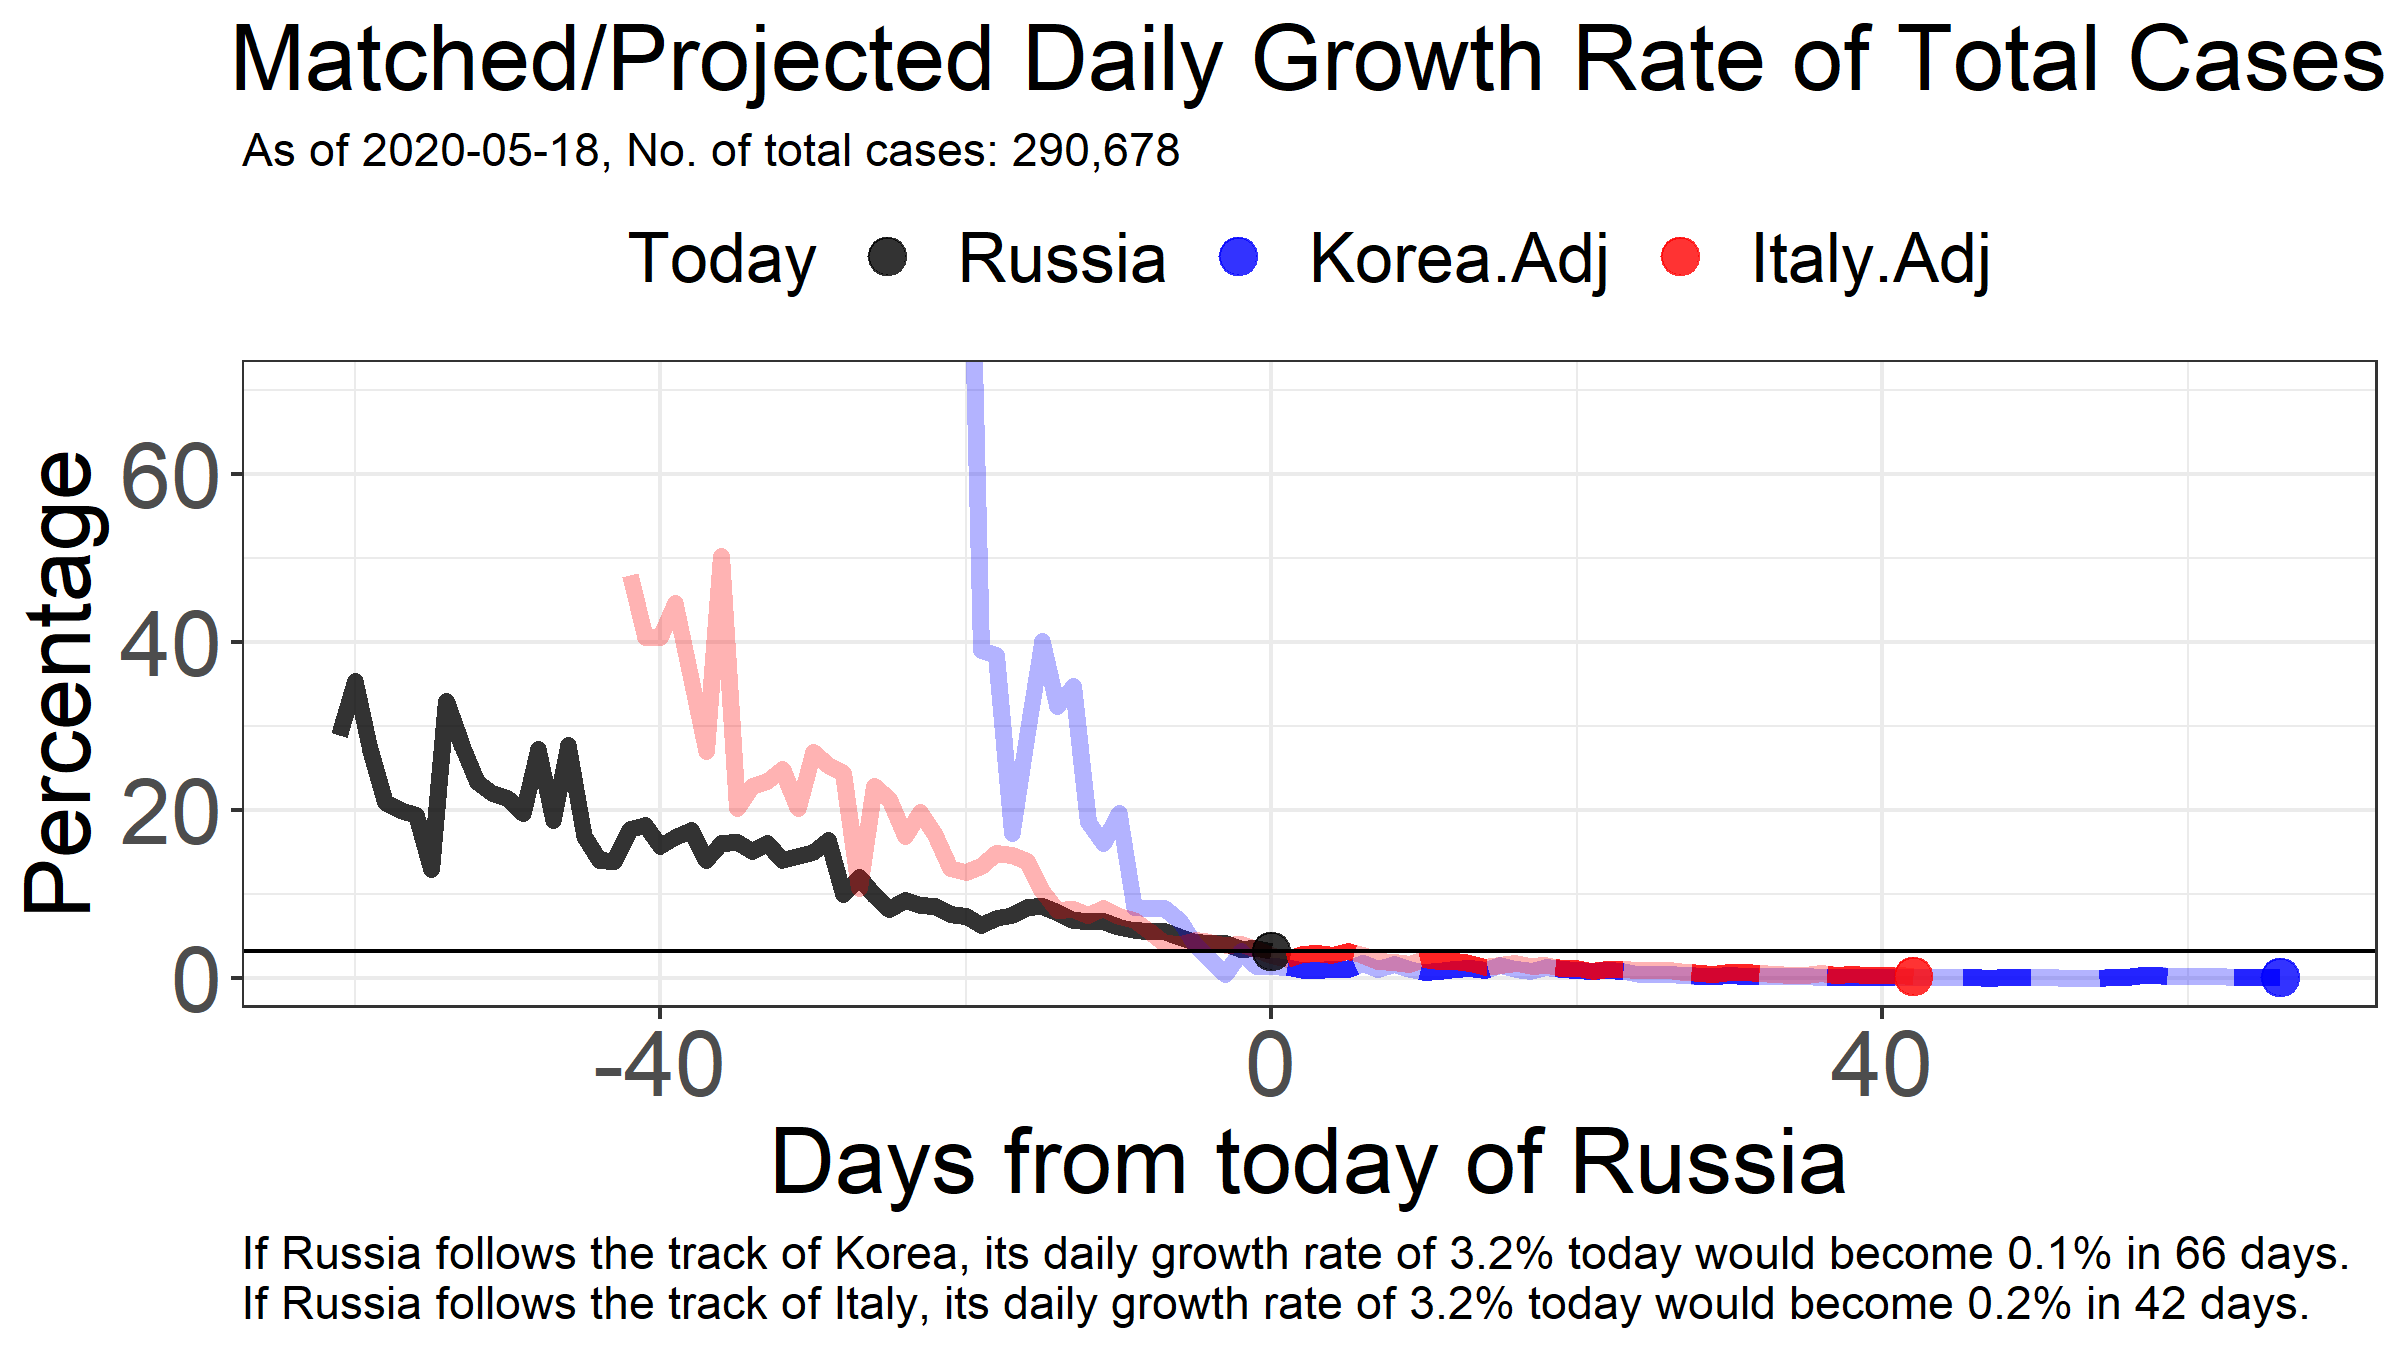 Matched/Projected Daily Growth Rate of Total Cases
As of 2020-05-18, No. of total cases: 290,678
Today Russia Korea.Adj Italy.Adj
Percentage
60
40
20
0
-40 0 40
Days from today of Russia
If Russia follows the track of Korea, its daily growth rate of 3.2% today would become 0.1% in 66 days.
If Russia follows the track of Italy, its daily growth rate of 3.2% today would become 0.2% in 42 days.